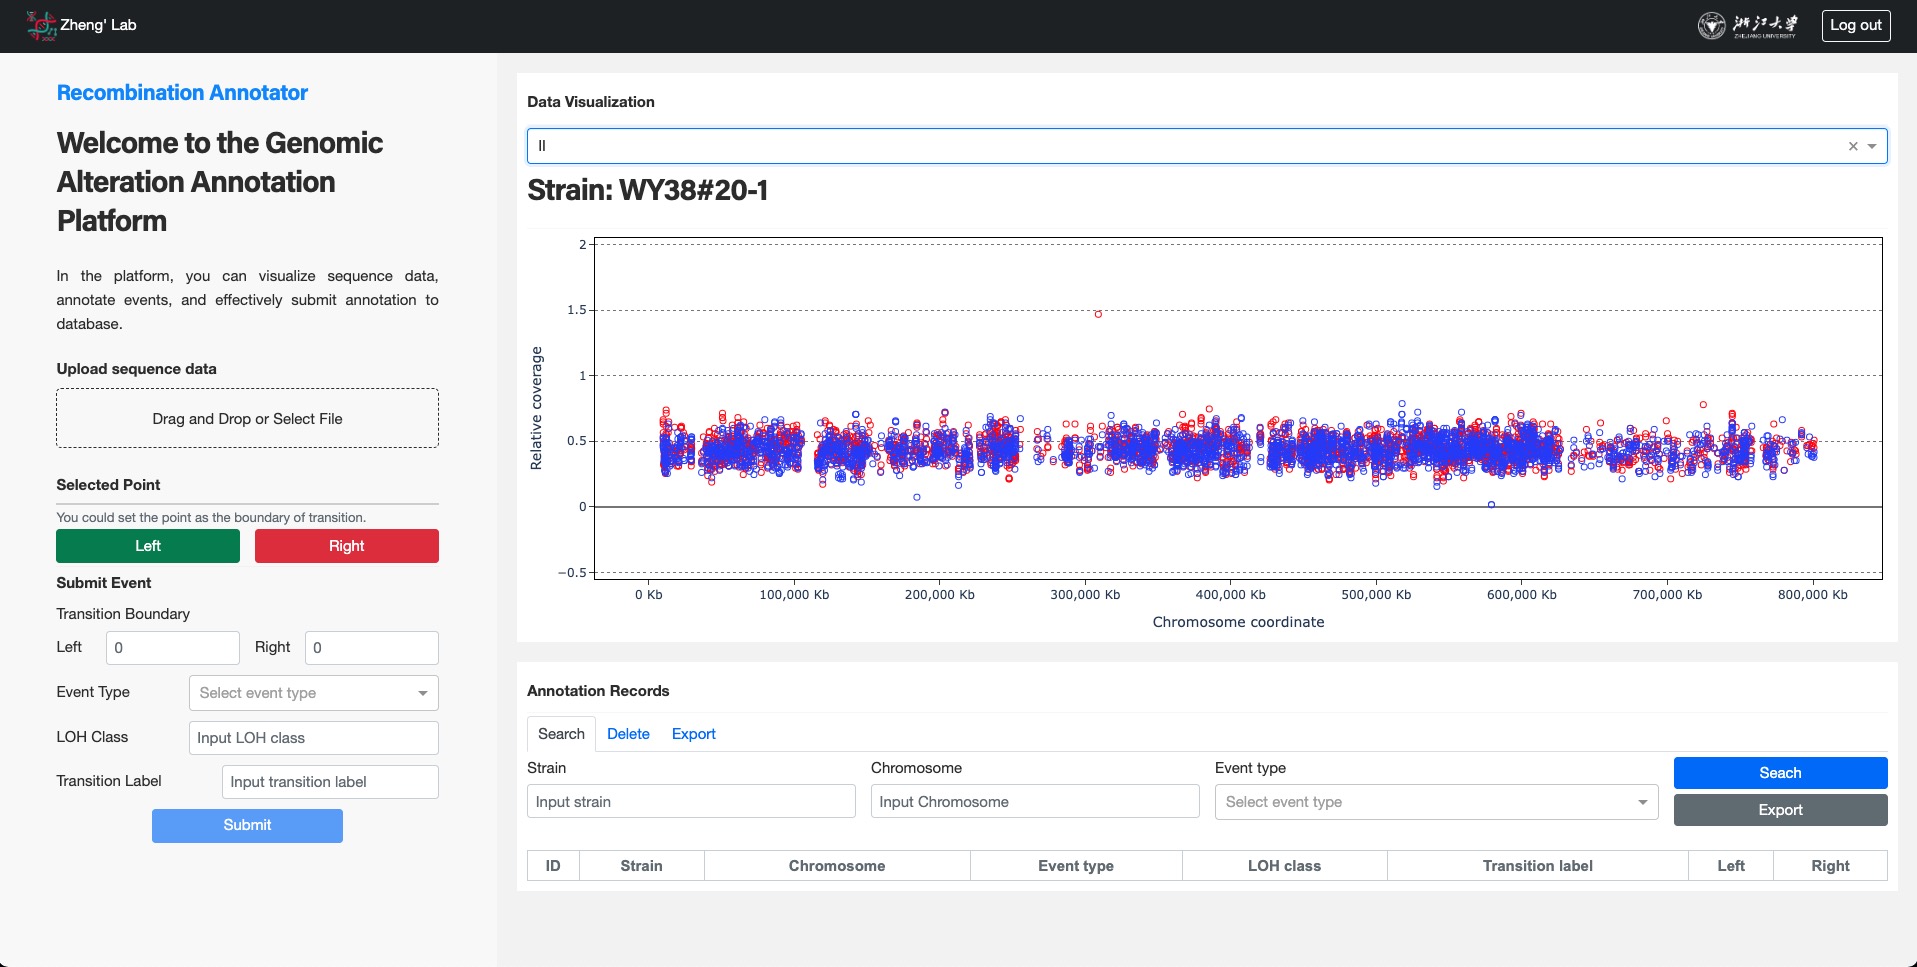 Zheng' Lab
浙江大学
ZHEJIANG UNIVERSITY
Log out
Recombination Annotator
Welcome to the Genomic
Alteration Annotation
Platform
In the platform, you can visualize sequence data,
annotate events, and effectively submit annotation to
database.
Upload sequence data
Drag and Drop or Select File
Selected Point
You could set the point as the boundary of transition.
Left
Right
Submit Event
Transition Boundary
Left
0
Right
0
Event Type
Select event type
LOH Class
Input LOH class
Transition Label
Input transition label
Submit
Data Visualization
II
Strain: WY38#20-1
Relative coverage
2
1.5
1
0.5
0
−0.5
0 Kb
100,000 Kb
200,000 Kb
300,000 Kb
400,000 Kb
500,000 Kb
600,000 Kb
700,000 Kb
800,000 Kb
Chromosome coordinate
Annotation Records
Search
Delete
Export
Strain
Chromosome
Event type
Input strain
Input Chromosome
Select event type
Seach
Export
ID
Strain
Chromosome
Event type
LOH class
Transition label
Left
Right